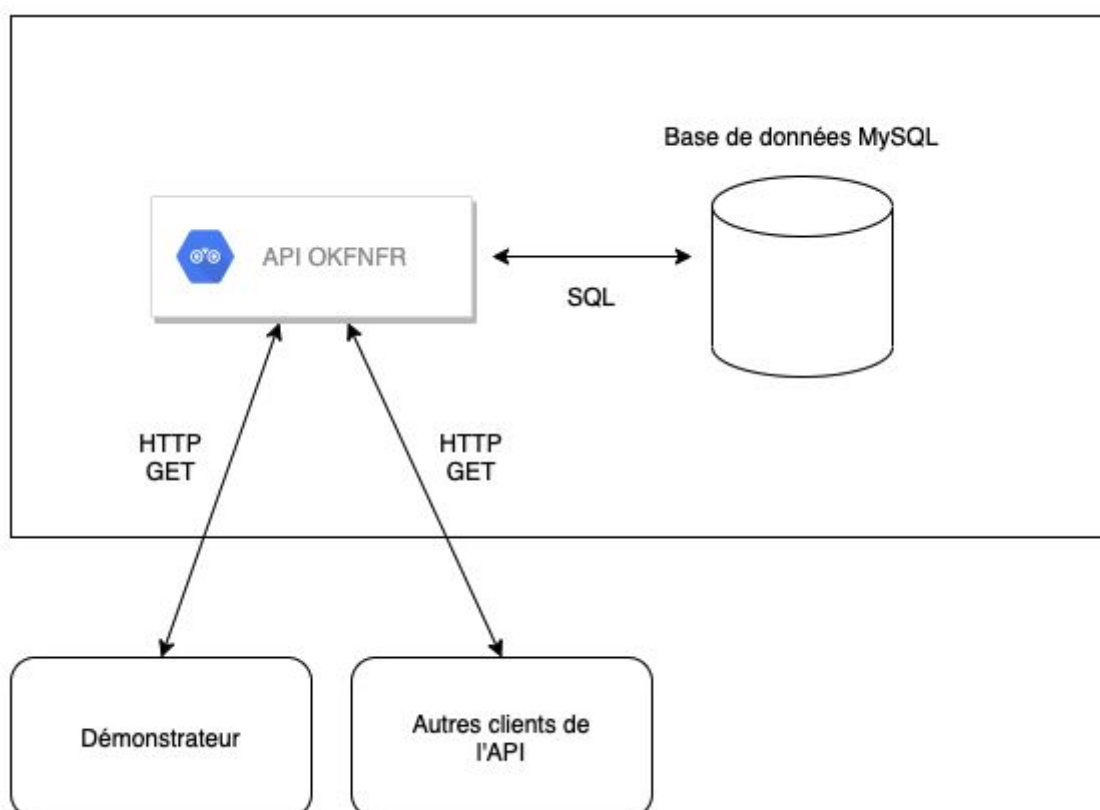 Base de données MySQL
API OKFNFR
SQL
HTTP
GET
HTTP
GET
Démonstrateur
Autres clients de
l'API